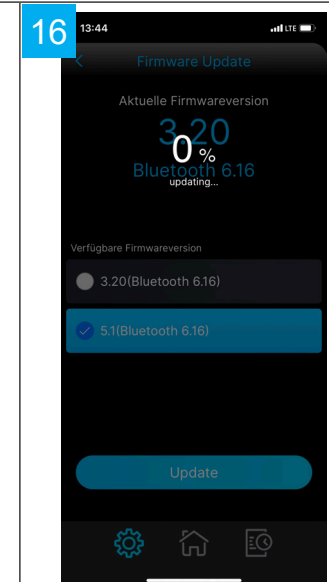 16
13:44
LTE
Firmware Update
Aktuelle Firmwareversion
3.20
0 %
Bluetooth 6.16
updating...
Verfügbare Firmwareversion
3.20(Bluetooth 6.16)
5.1(Bluetooth 6.16)
Update